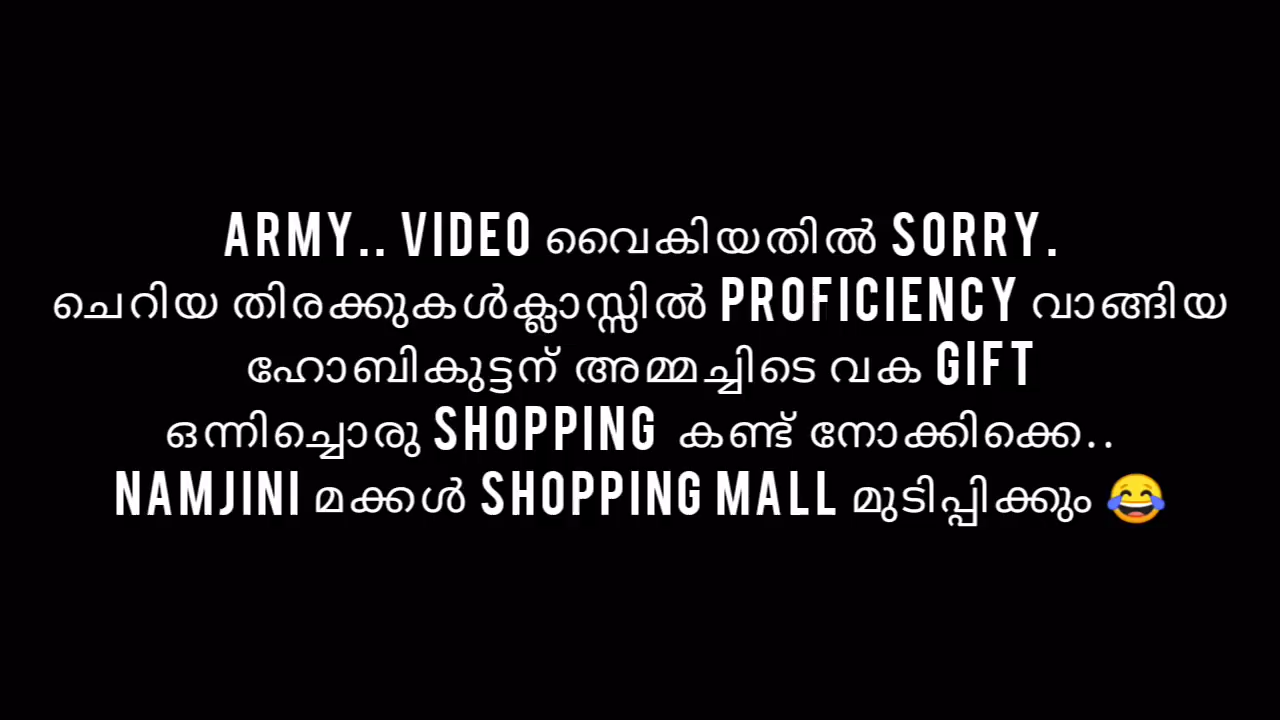 ARMY.. VIDEO വൈകിയതിൽ SORRY.
ചെറിയ തിരക്കുകൾക്ലാസ്സിൽ PROFICIENCY വാങ്ങിയ
ഹോബികുട്ടന് അമ്മച്ചിടെ വക GIFT
ഒന്നിച്ചൊരു SHOPPING കണ്ട് നോക്കിക്കെ..
NAMJINI മക്കൾ SHOPPING MALL മുടിപ്പിക്കും 😂